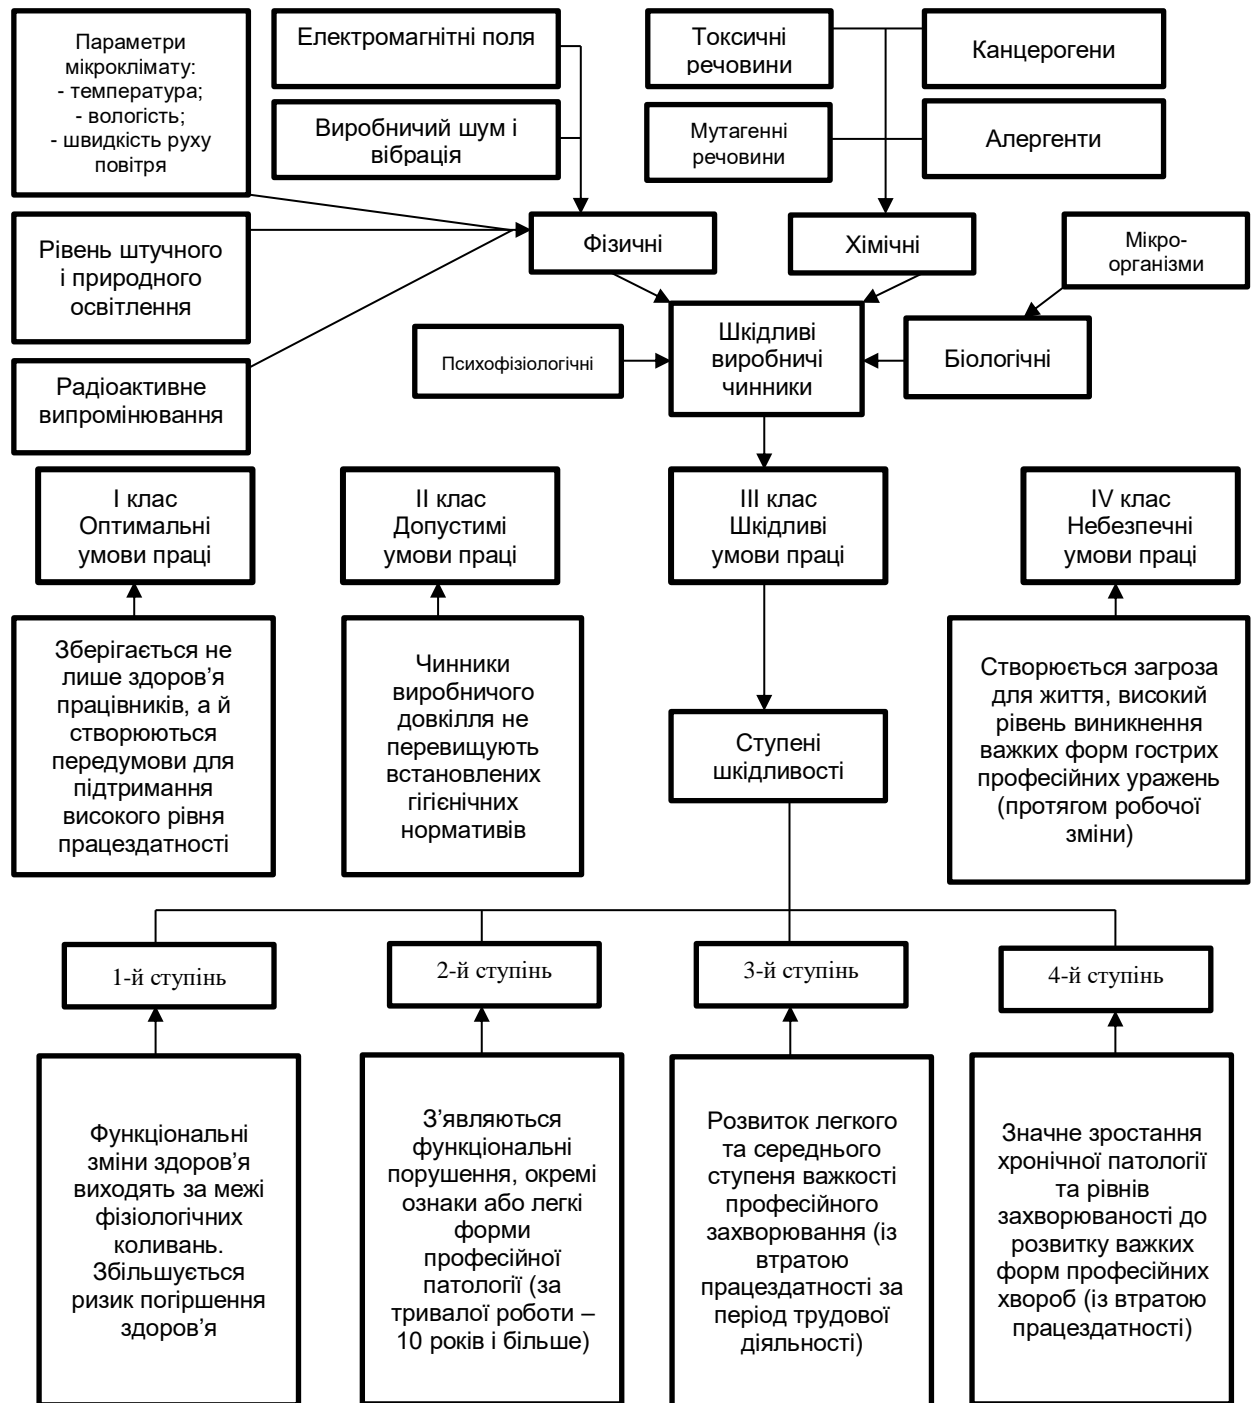 Параметри
мікроклімату:
- температура;
- вологість;
- швидкість руху
повітря
Електромагнітні поля
Виробничий шум і
вібрація
Токсичні
речовини
Канцерогени
Мутагенні
речовини
Алергенти
Рівень штучного
і природного
освітлення
Фізичні
Хімічні
Мікро-
організми
Радіоактивне
випромінювання
Психофізіологічні
Шкідливі
виробничі
чинники
Біологічні
I клас
Оптимальні
умови праці
II клас
Допустимі
умови праці
III клас
Шкідливі
умови праці
IV клас
Небезпечні
умови праці
Зберігається не
лише здоров’я
працівників, а й
створюються
передумови для
підтримання
високого рівня
працездатності
Чинники
виробничого
довкілля не
перевищують
встановлених
гігієнічних
нормативів
Ступені
шкідливості
Створюється загроза
для життя, високий
рівень виникнення
важких форм гострих
професійних уражень
(протягом робочої
зміни)
1-й ступінь
2-й ступінь
3-й ступінь
4-й ступінь
Функціональні
зміни здоров’я
виходять за межі
фізіологічних
коливань.
Збільшується
ризик погіршення
здоров’я
З’являються
функціональні
порушення, окремі
ознаки або легкі
форми
професійної
патології (за
тривалої роботи –
10 років і більше)
Розвиток легкого
та середнього
ступеня важкості
професійного
захворювання (із
втратою
працездатності за
період трудової
діяльності)
Значне зростання
хронічної патології
та рівнів
захворюваності до
розвитку важких
форм професійних
хвороб (із втратою
працездатності)